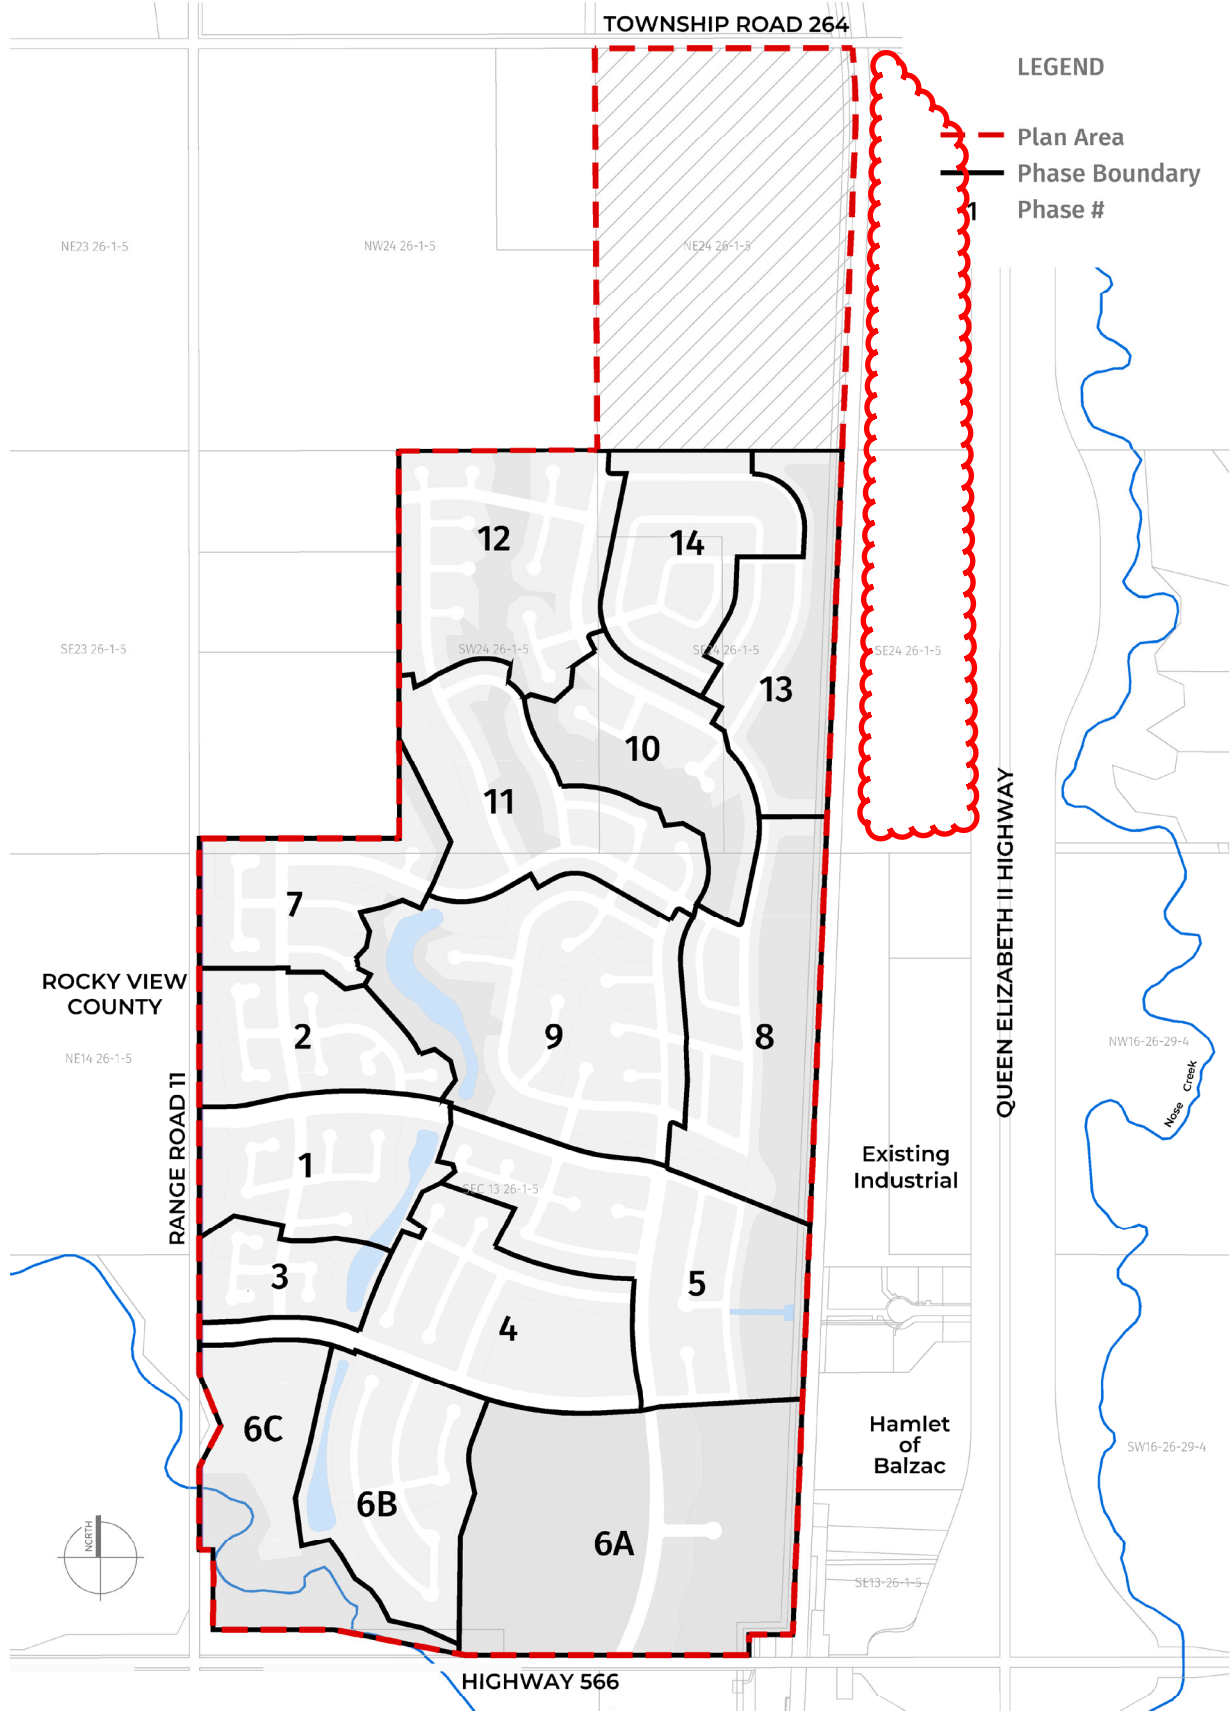 TOWNSHIP ROAD 264
LEGEND
Plan Area
Phase Boundary
1 Phase #
NE23 26-1-5
NW24 26-1-5
NE24 26-1-5
12
14
SE23 26-1-5
SW24 26-1-5
SE24 26-1-5
SE24 26-1-5
13
10
11
7
ROCKY VIEW
COUNTY
QUEEN ELIZABETH II HIGHWAY
2
9
8
NE14 26-1-5
NW16-26-29-4
Nose Creek
RANGE ROAD 11
1
SEC 13 26-1-5
Existing
Industrial
3
5
4
6C
Hamlet
of
Balzac
SW16-26-29-4
6B
6A
NORTH
SE13-26-1-5
HIGHWAY 566